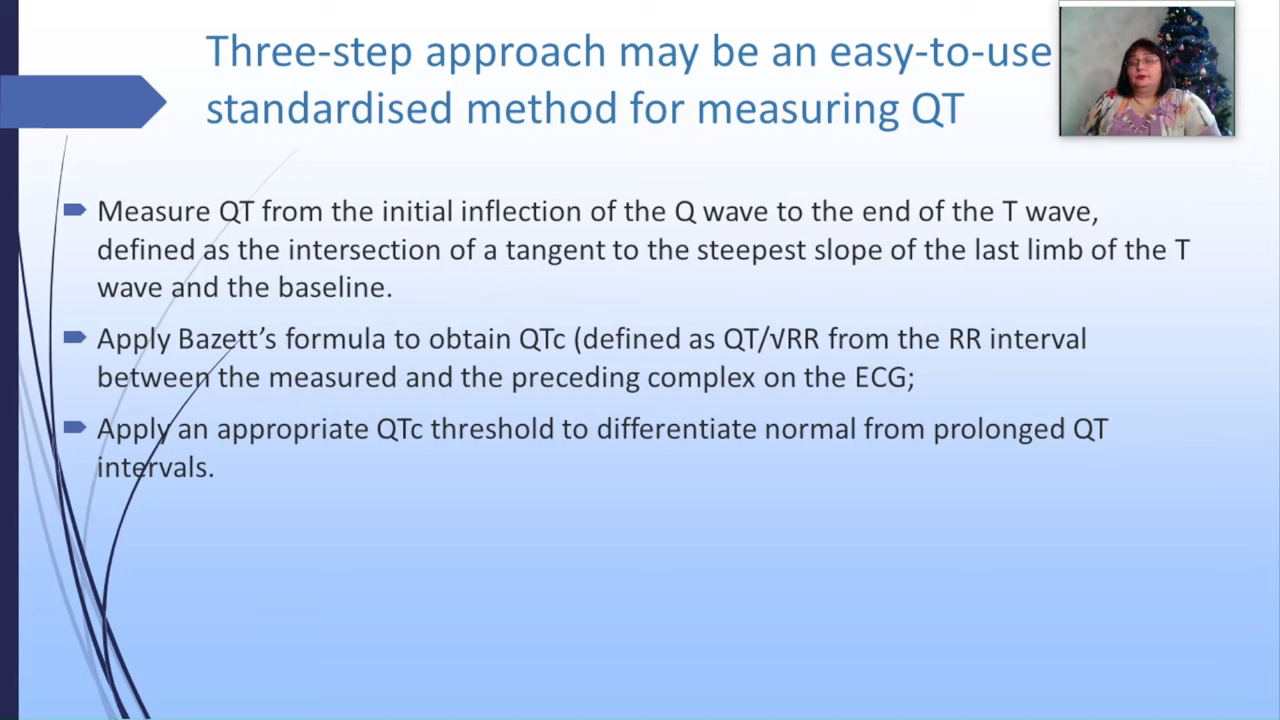 Three-step approach may be an easy-to-use
standardised method for measuring QT
Measure QT from the initial inflection of the Q wave to the end of the T wave,
defined as the intersection of a tangent to the steepest slope of the last limb of the T
wave and the baseline.
Apply Bazett’s formula to obtain QTc (defined as QT/√RR from the RR interval
between the measured and the preceding complex on the ECG;
Apply an appropriate QTc threshold to differentiate normal from prolonged QT
intervals.